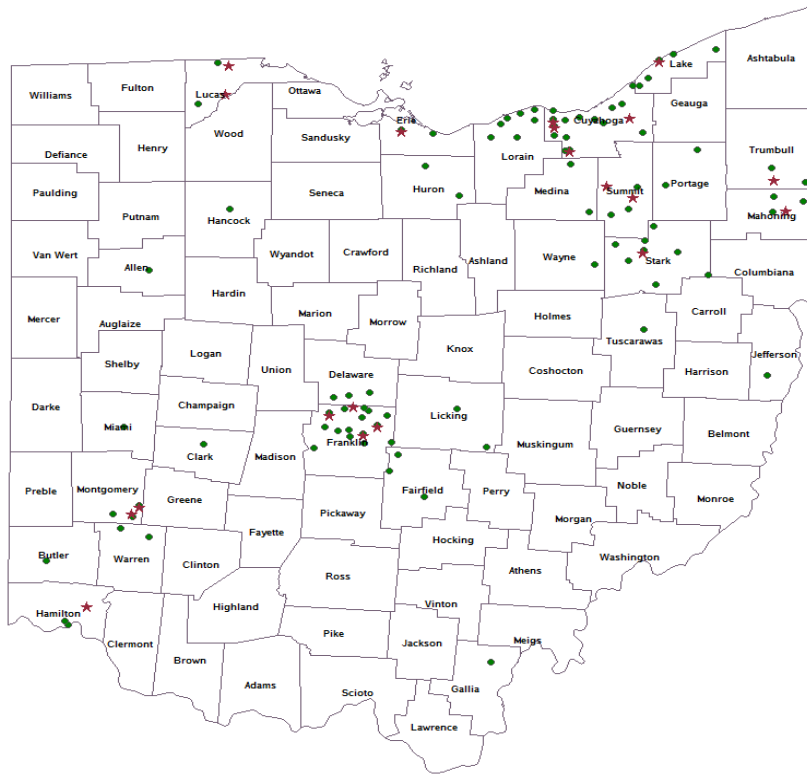 Lake
Ashtabula
Fulton
Williams
Lucas
Ottawa
Geauga
Erie
Cuyahoga
Wood
Sandusky
Henry
Defiance
Lorain
Trumbull
Paulding
Seneca
Huron
Medina
Summit
Portage
Putnam
Hancock
Mahoning
Van Wert
Wyandot
Crawford
Ashland
Wayne
Stark
Allen
Richland
Columbiana
Hardin
Mercer
Auglaize
Marion
Morrow
Holmes
Carroll
Tuscarawas
Logan
Knox
Shelby
Union
Delaware
Coshocton
Harrison
Jefferson
Champaign
Darke
Licking
Miami
Franklin
Muskingum
Guernsey
Belmont
Clark
Madison
Preble
Montgomery
Greene
Fairfield
Perry
Noble
Monroe
Pickaway
Morgan
Fayette
Hocking
Butler
Warren
Clinton
Washington
Athens
Ross
Hamilton
Highland
Vinton
Clermont
Pike
Jackson
Meigs
Brown
Adams
Scioto
Gallia
Lawrence